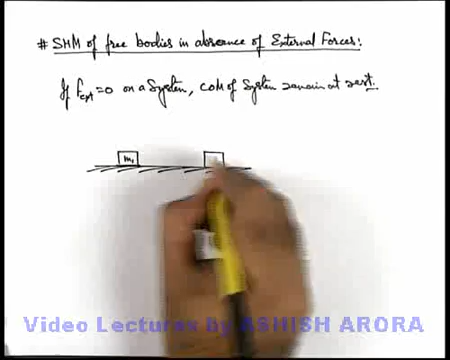 # SHM of free bodies in absence of External Forces:
If Fext=0 on a System, COM of System remain at rest.
m₁
Video Lectures by ASHISH ARORA